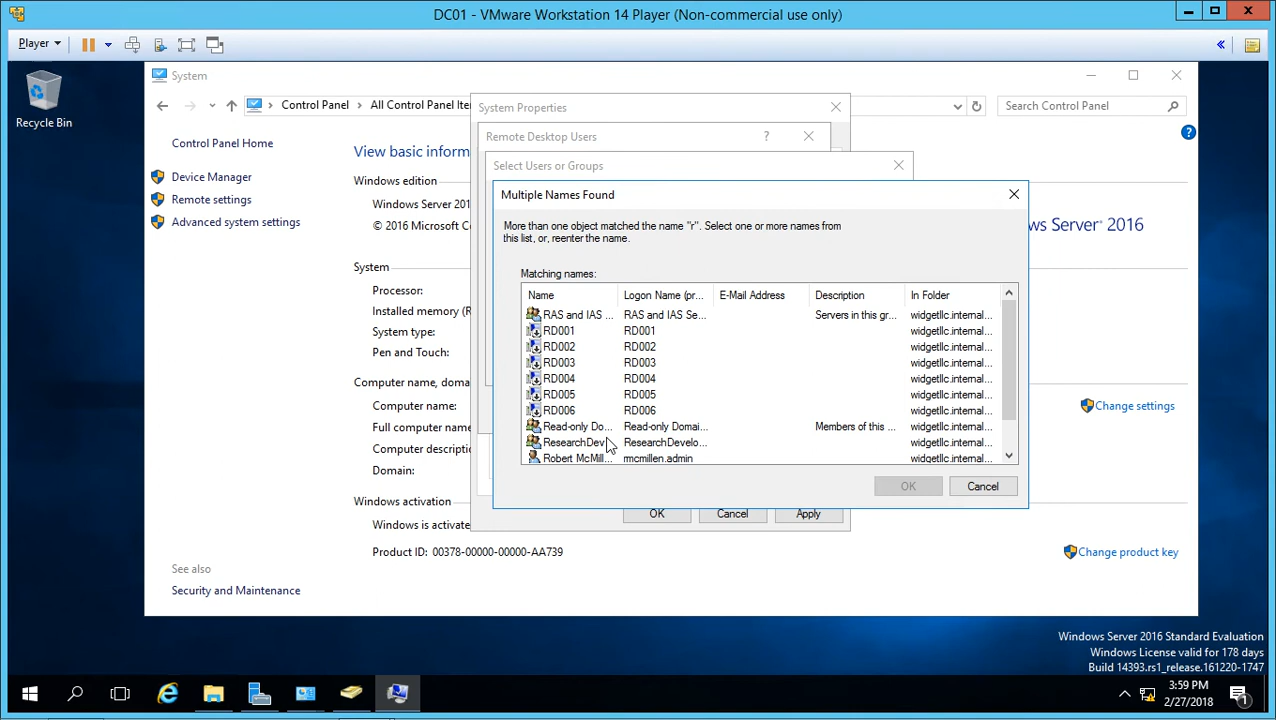 DC01 - VMware Workstation 14 Player (Non-commercial use only)
Player
System
Control Panel
All Control Panel Ite
Search Control Panel
Recycle Bin
Control Panel Home
Device Manager
Remote settings
Advanced system settings
See also
Security and Maintenance
View basic inform
Windows edition
Windows Server 201
© 2016 Microsoft C
ws Server® 2016
System
Processor:
Installed memory (R
System type:
Pen and Touch:
Computer name, doma
Computer name:
Full computer name
Computer descriptio
Domain:
Change settings
Windows activation
Windows is activate
Product ID: 00378-00000-00000-AA739
Change product key
System Properties
Remote Desktop Users
?
Select Users or Groups
Multiple Names Found
More than one object matched the name "r". Select one or more names from
this list, or, reenter the name.
Matching names:
Name Logon Name (pr... E-Mail Address Description In Folder
RAS and IAS ... RAS and IAS Se... Servers in this gr... widgetllc.internal...
RD001 RD001 widgetllc.internal...
RD002 RD002 widgetllc.internal...
RD003 RD003 widgetllc.internal...
RD004 RD004 widgetllc.internal...
RD005 RD005 widgetllc.internal...
RD006 RD006 widgetllc.internal...
Read-only Do... Read-only Domai... Members of this ... widgetllc.internal...
ResearchDev ResearchDevelo... widgetllc.internal...
Robert McMill... rmcmillen.admin widgetllc.internal...
OK Cancel
OK Cancel Apply
Windows Server 2016 Standard Evaluation
Windows License valid for 178 days
Build 14393.rs1_release.161220-1747
3:59 PM
2/27/2018
1